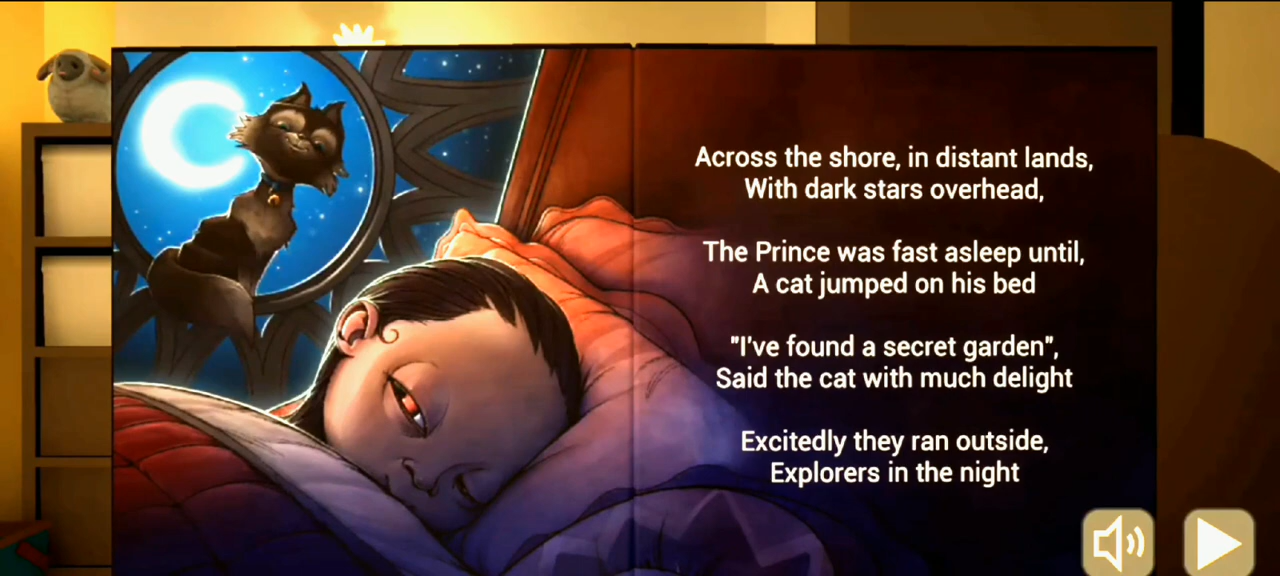 Across the shore, in distant lands,
With dark stars overhead,
The Prince was fast asleep until,
A cat jumped on his bed
"I've found a secret garden",
Said the cat with much delight
Excitedly they ran outside,
Explorers in the night